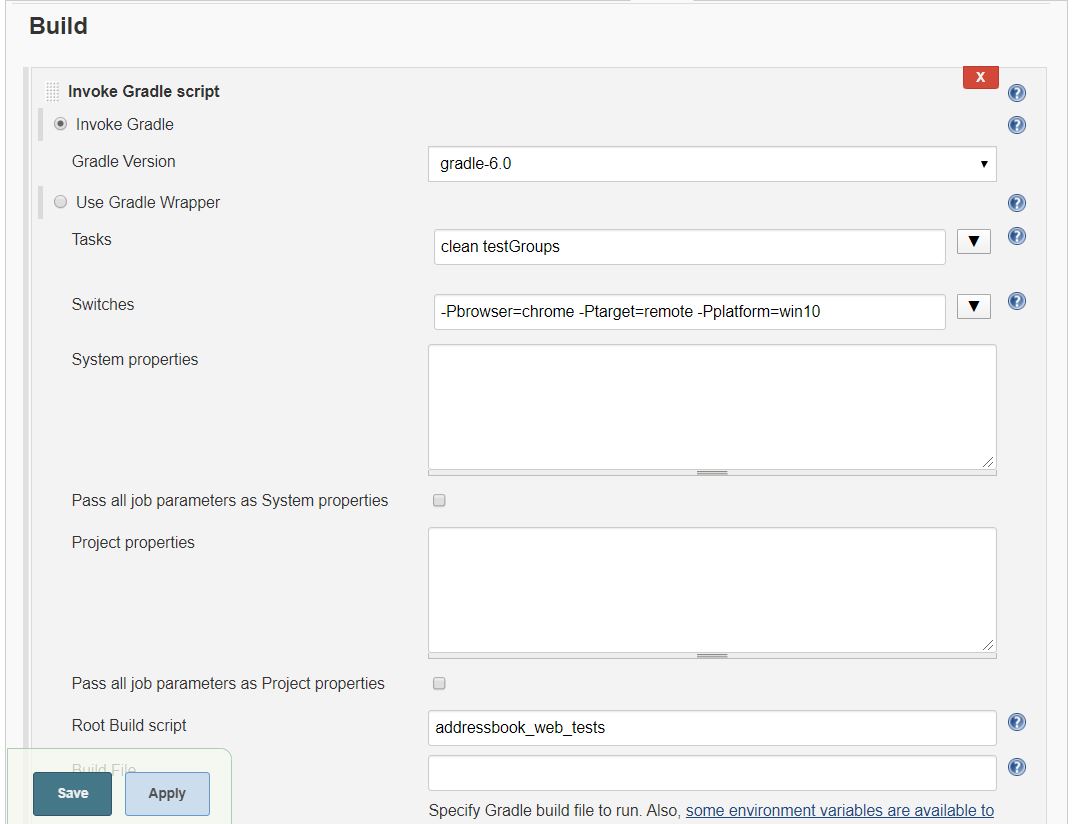 Build
Invoke Gradle script
X
Invoke Gradle
Gradle Version
gradle-6.0
Use Gradle Wrapper
Tasks
clean testGroups
Switches
-Pbrowser=chrome -Ptarget=remote -Pplatform=win10
System properties
Pass all job parameters as System properties
Project properties
Pass all job parameters as Project properties
Root Build script
addressbook_web_tests
Build File
Save
Apply
Specify Gradle build file to run. Also, some environment variables are available to